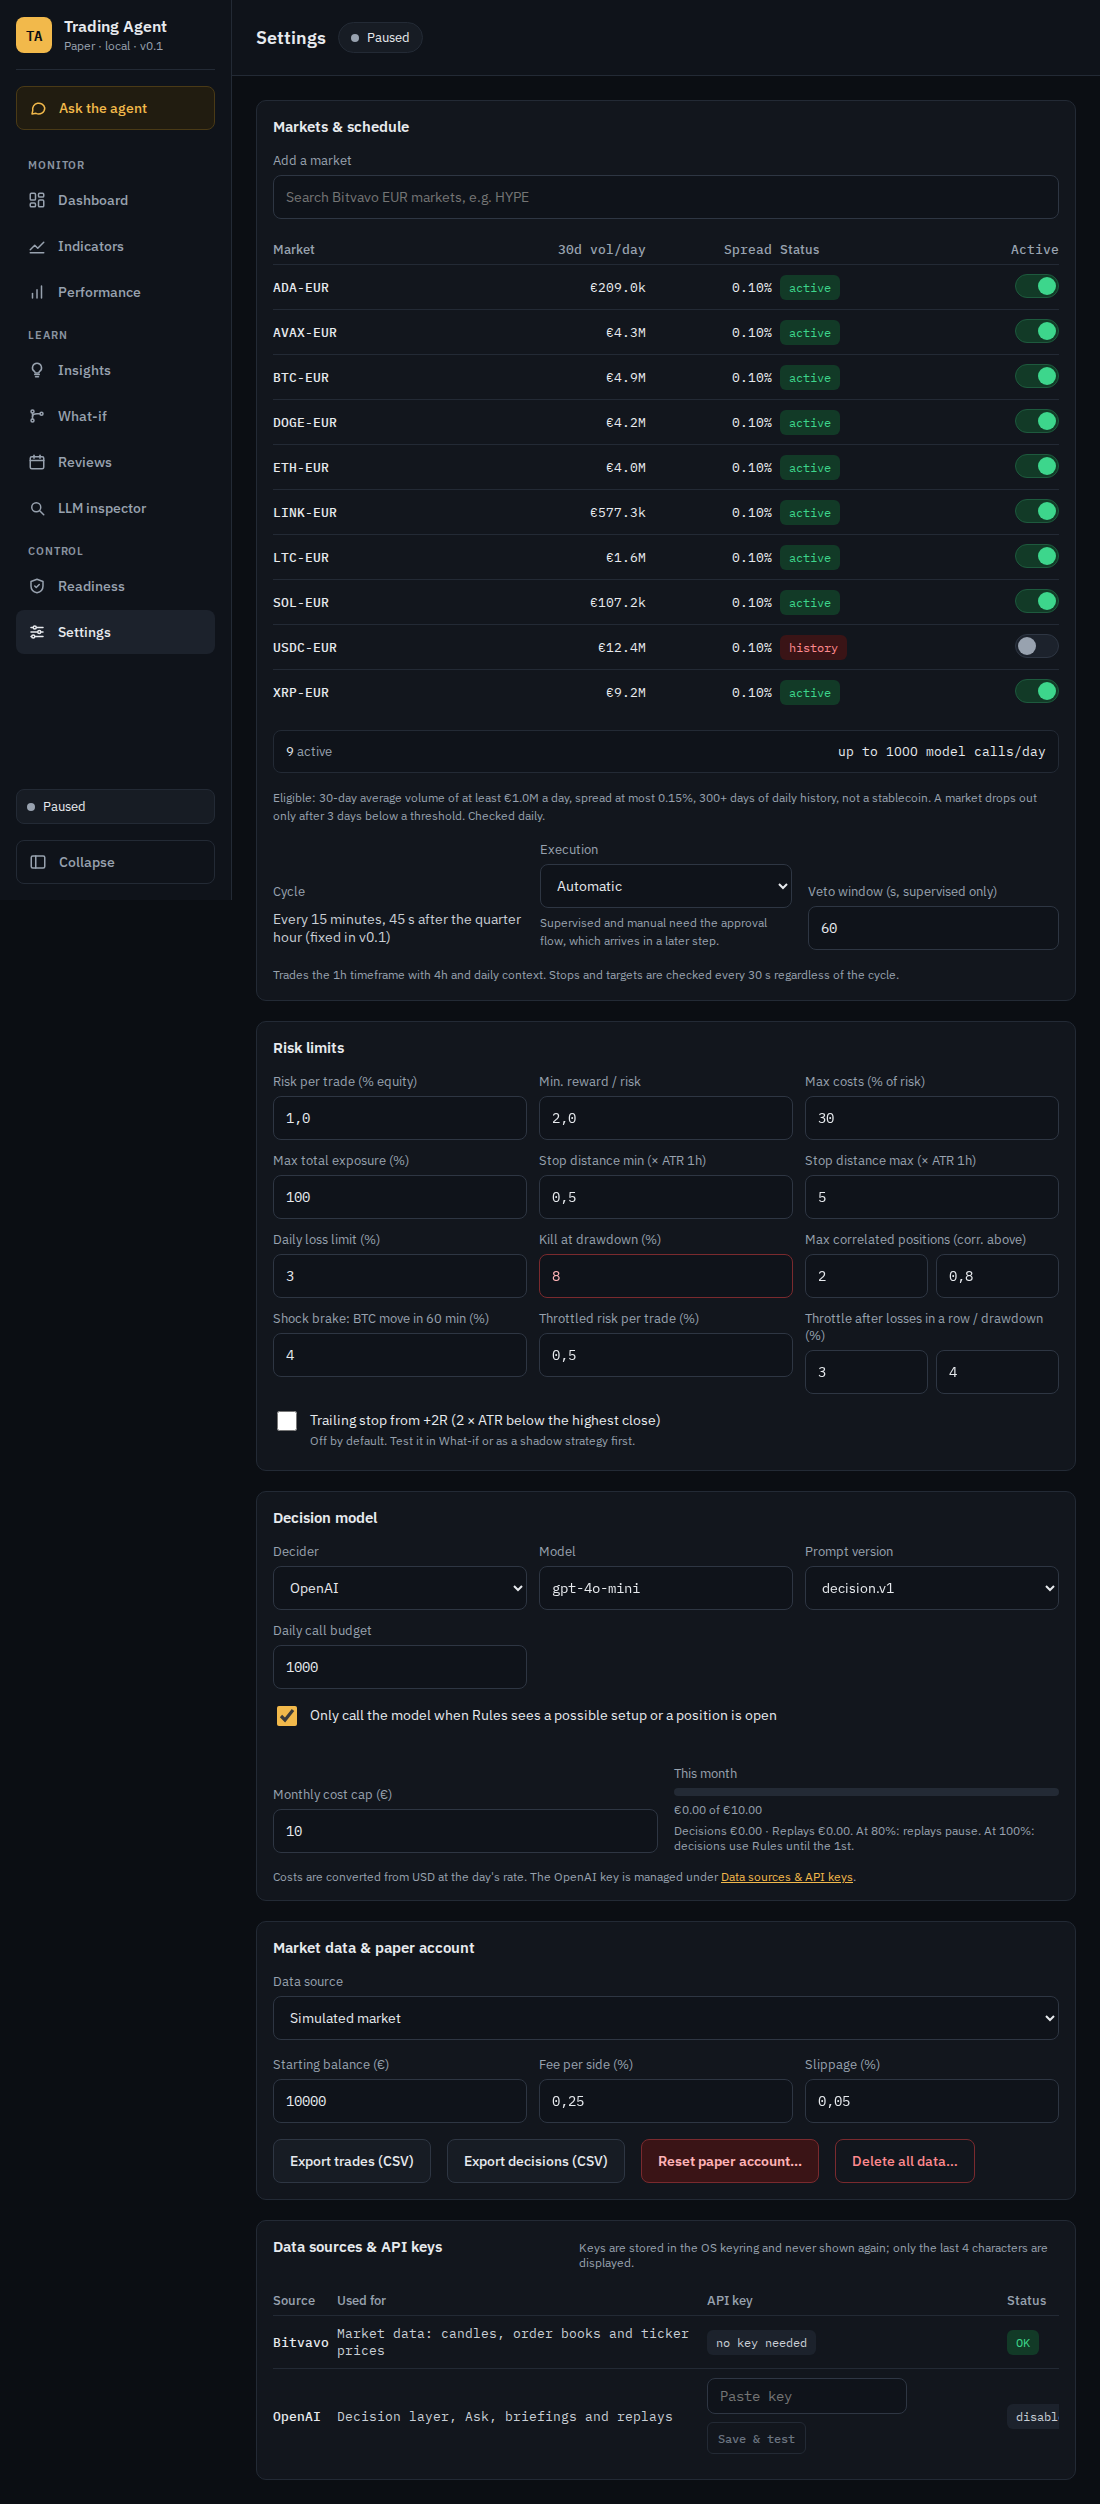 TA
Trading Agent
Paper · local · v0.1
Ask the agent
MONITOR
Dashboard
Indicators
Performance
LEARN
Insights
What-if
Reviews
LLM inspector
CONTROL
Readiness
Settings
Paused
Collapse
Settings
Paused
Markets & schedule
Add a market
Search Bitvavo EUR markets, e.g. HYPE
Market 30d vol/day Spread Status Active
ADA-EUR €209.0k 0.10% active
AVAX-EUR €4.3M 0.10% active
BTC-EUR €4.9M 0.10% active
DOGE-EUR €4.2M 0.10% active
ETH-EUR €4.0M 0.10% active
LINK-EUR €577.3k 0.10% active
LTC-EUR €1.6M 0.10% active
SOL-EUR €107.2k 0.10% active
USDC-EUR €12.4M 0.10% history
XRP-EUR €9.2M 0.10% active
9 active up to 1000 model calls/day
Eligible: 30-day average volume of at least €1.0M a day, spread at most 0.15%, 300+ days of daily history, not a stablecoin. A market drops out
only after 3 days below a threshold. Checked daily.
Cycle
Every 15 minutes, 45 s after the quarter
hour (fixed in v0.1)
Execution
Automatic
Supervised and manual need the approval
flow, which arrives in a later step.
Veto window (s, supervised only)
60
Trades the 1h timeframe with 4h and daily context. Stops and targets are checked every 30 s regardless of the cycle.
Risk limits
Risk per trade (% equity) Min. reward / risk Max costs (% of risk)
1,0 2,0 30
Max total exposure (%) Stop distance min (× ATR 1h) Stop distance max (× ATR 1h)
100 0,5 5
Daily loss limit (%) Kill at drawdown (%) Max correlated positions (corr. above)
3 8 2 0,8
Shock brake: BTC move in 60 min (%) Throttled risk per trade (%) Throttle after losses in a row / drawdown
(%)
4 0,5 3 4
Trailing stop from +2R (2 × ATR below the highest close)
Off by default. Test it in What-if or as a shadow strategy first.
Decision model
Decider Model Prompt version
OpenAI gpt-4o-mini decision.v1
Daily call budget
1000
Only call the model when Rules sees a possible setup or a position is open
Monthly cost cap (€)
10
This month
€0.00 of €10.00
Decisions €0.00 · Replays €0.00. At 80%: replays pause. At 100%:
decisions use Rules until the 1st.
Costs are converted from USD at the day's rate. The OpenAI key is managed under Data sources & API keys.
Market data & paper account
Data source
Simulated market
Starting balance (€) Fee per side (%) Slippage (%)
10000 0,25 0,05
Export trades (CSV) Export decisions (CSV) Reset paper account... Delete all data...
Data sources & API keys
Keys are stored in the OS keyring and never shown again; only the last 4 characters are
displayed.
Source Used for API key Status
Bitvavo Market data: candles, order books and ticker
prices
no key needed OK
OpenAI Decision layer, Ask, briefings and replays
Paste key
Save & test